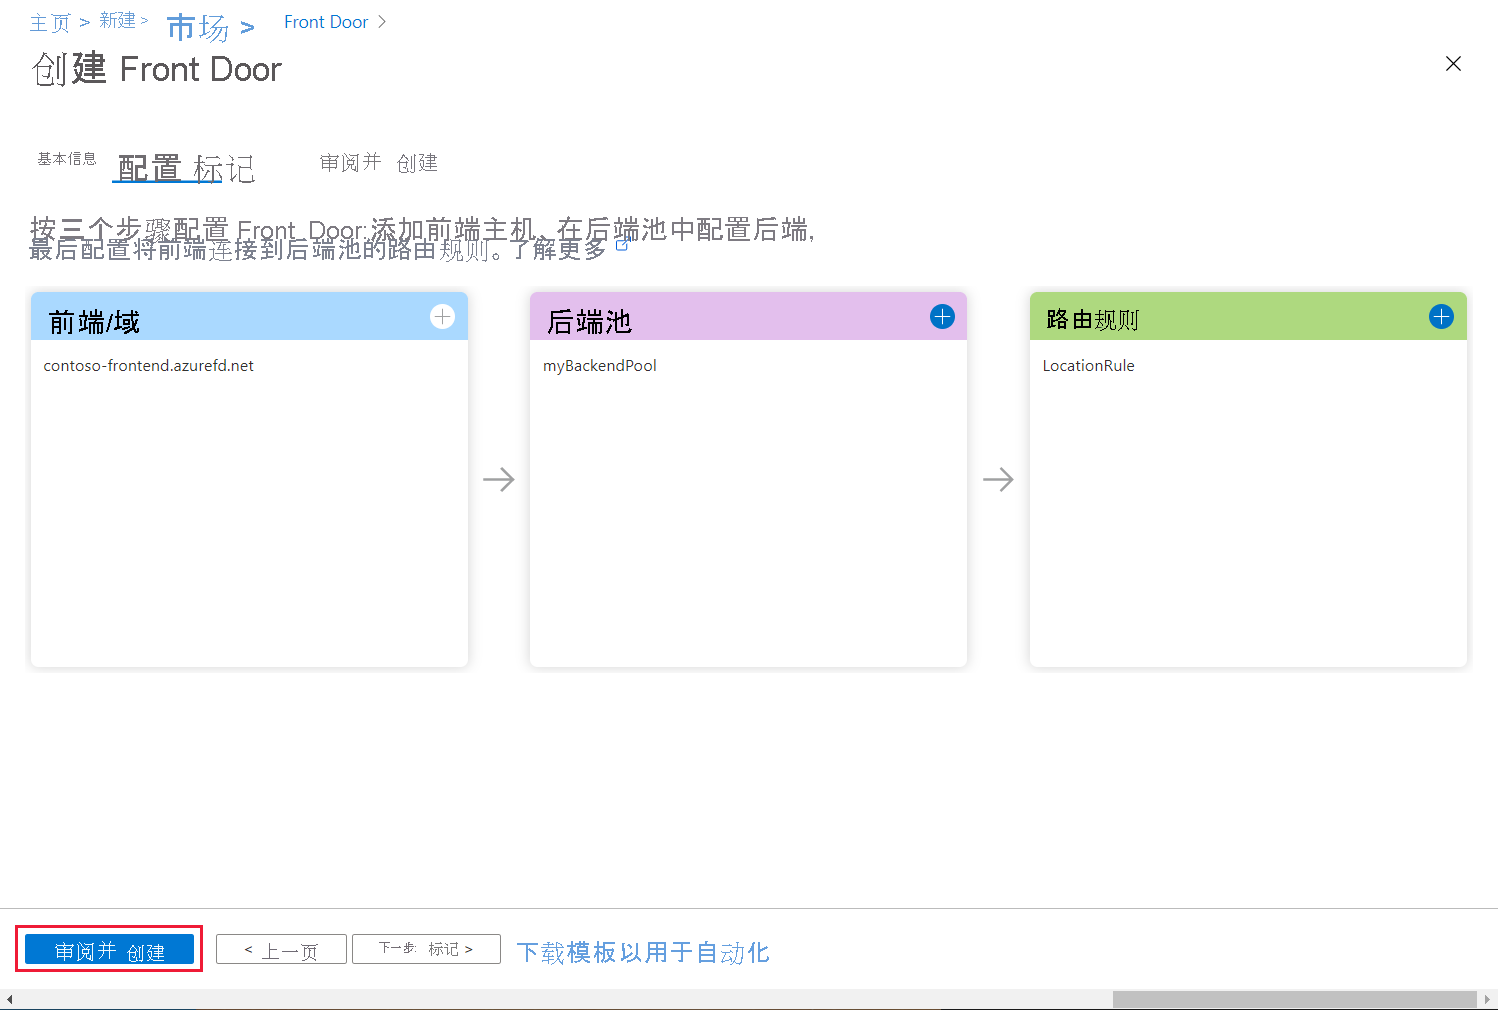 主页 > 新建 > 市场 > Front Door >
创建 Front Door
基本信息 配置 标记 审阅并 创建
按三个步骤配置 Front Door:添加前端主机、在后端池中配置后端,
最后配置将前端连接到后端池的路由规则。了解更多
前端/域
contoso-frontend.azurefd.net
后端池
myBackendPool
路由规则
LocationRule
审阅并 创建 < 上一页 下一步: 标记 > 下载模板以用于自动化